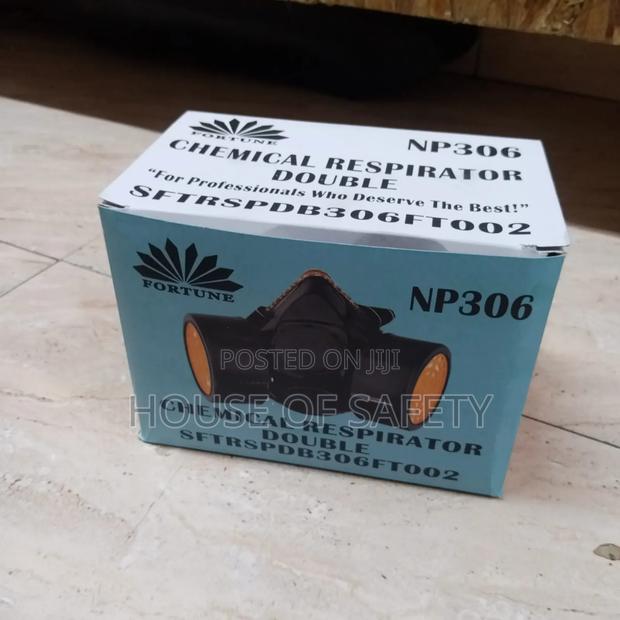 FORTUNE
NP306
CHEMICAL RESPIRATOR
DOUBLE
"For Professionals Who Deserve The Best!"
SFTRSPDB306FT002
FORTUNE
NP306
POSTED ON JIJI
HOUSE OF SAFETY
CHEMICAL RESPIRATOR
DOUBLE
SFTRSPDB306FT002